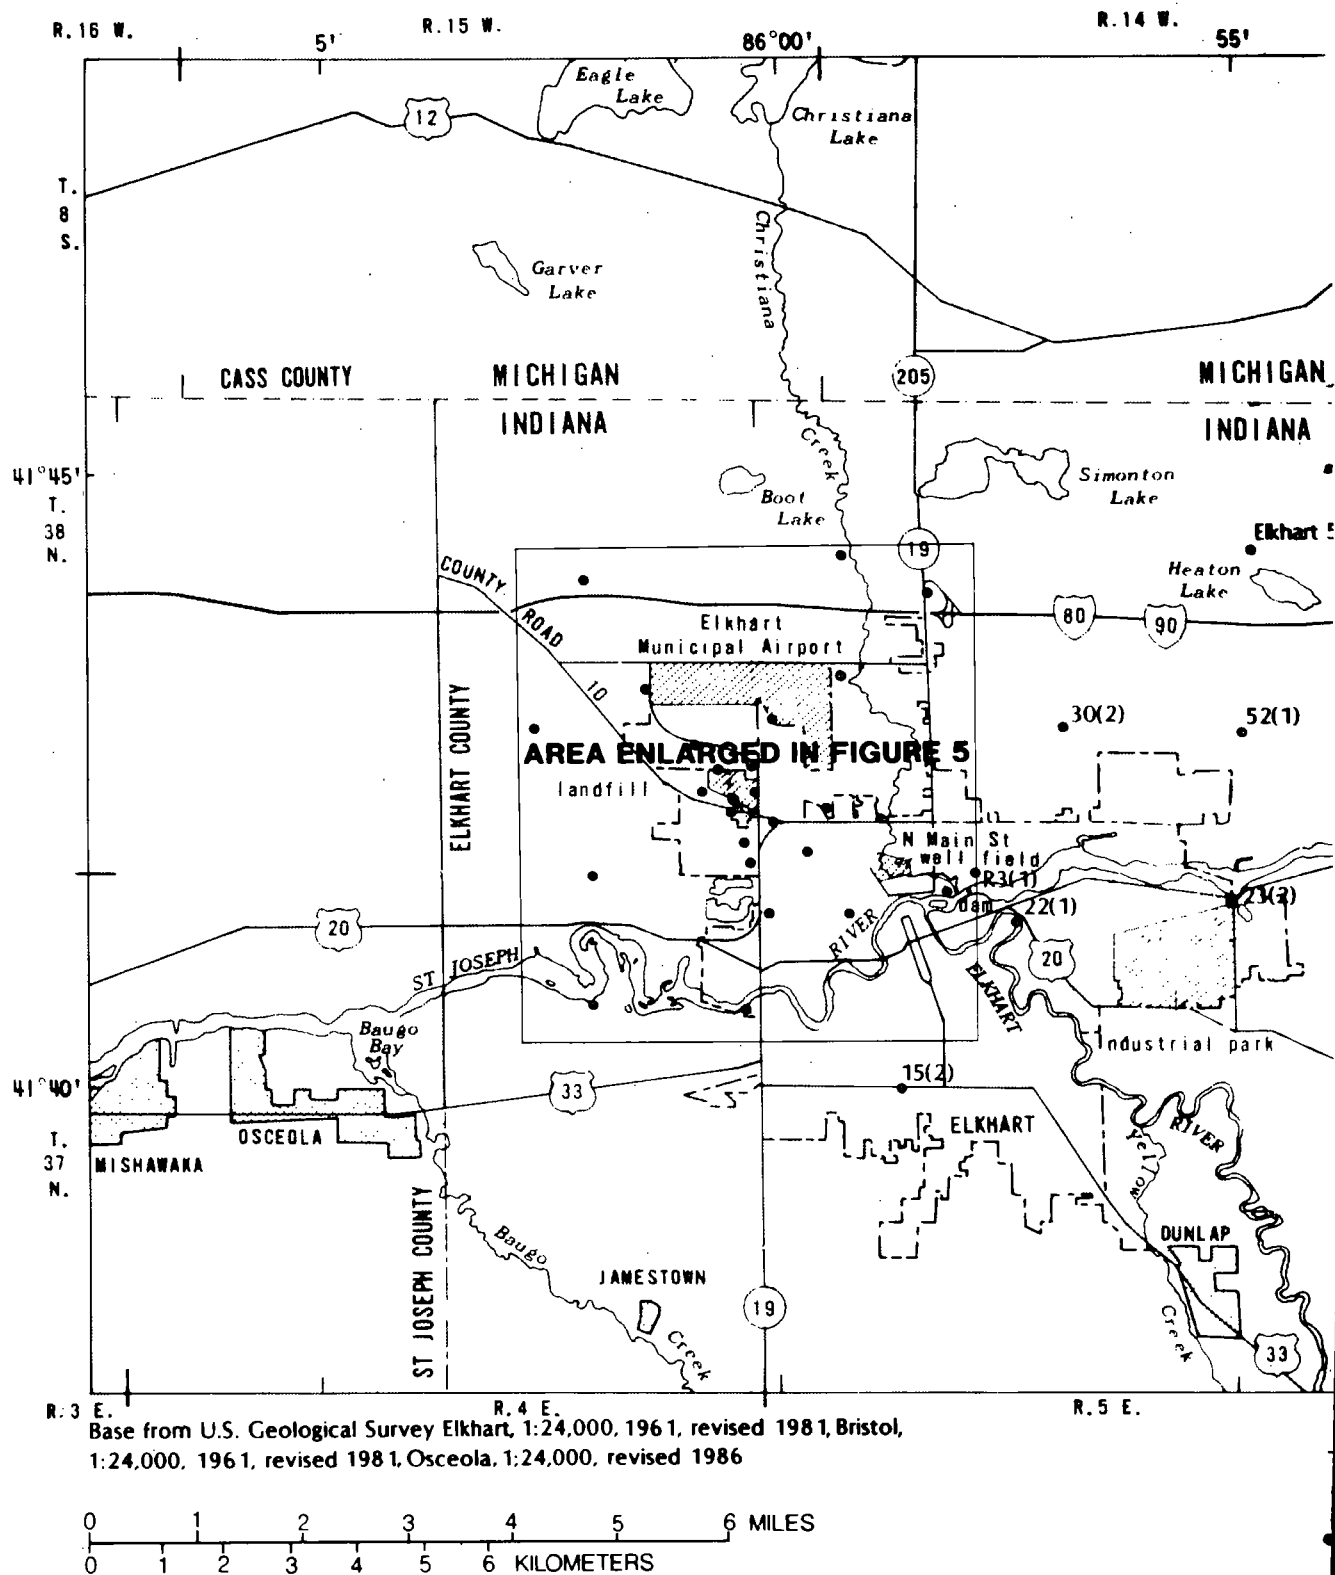 R. 16 W.
R. 15 W.
R. 14 W.
5'
86°00'
55'
Eagle
Lake
12
Christiana
Lake
T.
8
S.
Christiana
Garver
Lake
CASS COUNTY
MICHIGAN
205
MICHIGAN
INDIANA
INDIANA
Creek
41°45'
Simonton
Lake
Boot
Lake
T.
38
N.
Elkhart 5
19
COUNTY
ROAD
10
Heaton
Lake
80
90
Elkhart
Municipal Airport
ELKHART COUNTY
30(2)
52(1)
AREA ENLARGED IN FIGURE 5
landfill
N Main St
well field
R3(1)
dam
22(1)
20
RIVER
ST JOSEPH
20
ELKHART
Baugo
Bay
Industrial park
41°40'
33
15(2)
OSCEOLA
ELKHART
RIVER
Yellow
MISHAWAKA
T.
37
N.
ST JOSEPH COUNTY
Baugo
DUNLAP
JAMESTOWN
19
Creek
Creek
33
R. 3 E.
R. 4 E.
R. 5 E.
Base from U.S. Geological Survey Elkhart, 1:24,000, 1961, revised 1981, Bristol,
1:24,000, 1961, revised 1981, Osceola, 1:24,000, revised 1986
0 1 2 3 4 5 6 MILES
0 1 2 3 4 5 6 KILOMETERS